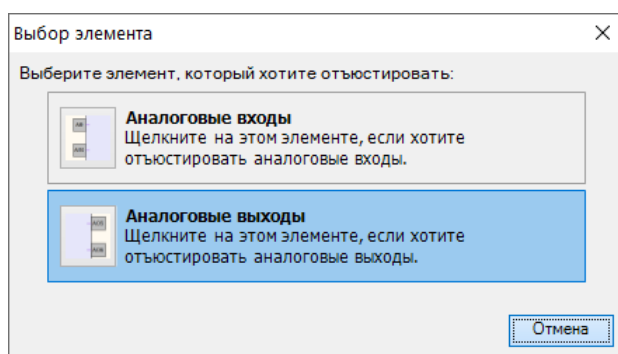 Выбор элемента
Выберите элемент, который хотите отъюстировать:
Аналоговые входы
Щелкните на этом элементе, если хотите
отъюстировать аналоговые входы.
Аналоговые выходы
Щелкните на этом элементе, если хотите
отъюстировать аналоговые выходы.
Отмена